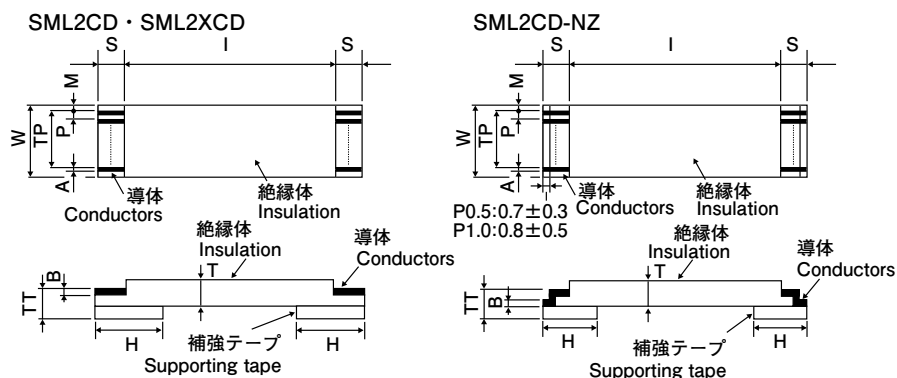 SML2CD・SML2XCD
S
I
S
M
W
TP
P
A
導体
Conductors
絶縁体
Insulation
絶縁体
Insulation
導体
Conductors
T
B
TT
H
H
補強テープ
Supporting tape
SML2CD-NZ
S
I
S
M
W
TP
P
A
導体
Conductors
絶縁体
Insulation
P0.5:0.7±0.3
P1.0:0.8±0.5
絶縁体
Insulation
導体
Conductors
T
B
TT
H
H
補強テープ
Supporting tape